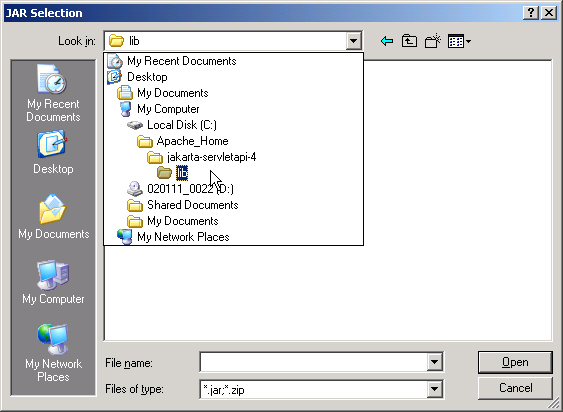 JAR Selection
Look in:
lib
My Recent Documents
Desktop
My Documents
My Computer
Local Disk (C:)
Apache_Home
jakarta-servletapi-4
lib
020111_0022 (D:)
Shared Documents
My Documents
My Network Places
My Recent
Documents
Desktop
My Documents
My Computer
My Network
Places
File name:
Open
Files of type:
*.jar;*.zip
Cancel